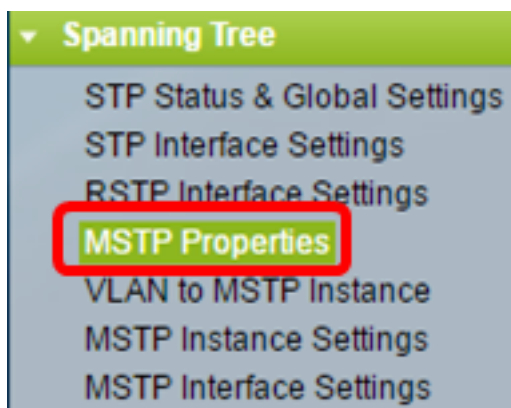 Spanning Tree
STP Status & Global Settings
STP Interface Settings
RSTP Interface Settings
MSTP Properties
VLAN to MSTP Instance
MSTP Instance Settings
MSTP Interface Settings